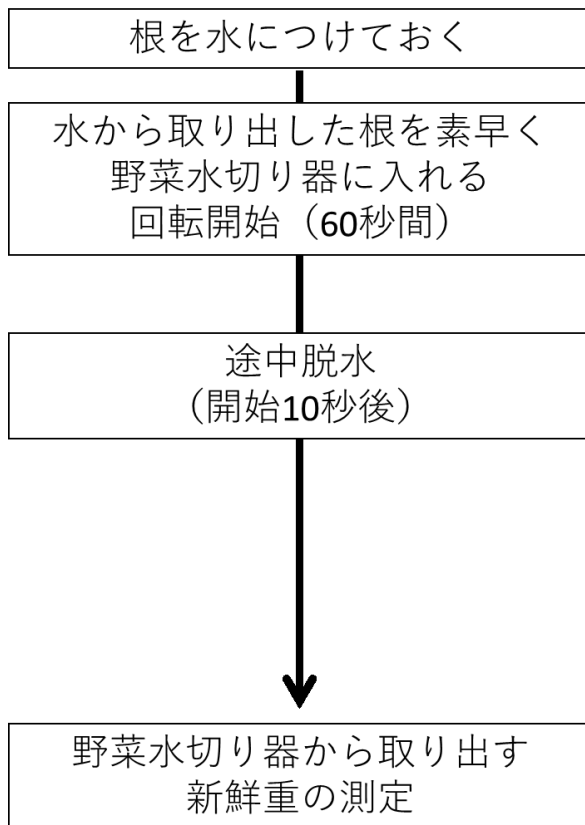 根を水につけておく
水から取り出した根を素早く
野菜水切り器に入れる
回転開始（60秒間）
途中脱水
（開始10秒後）
野菜水切り器から取り出す
新鮮重の測定